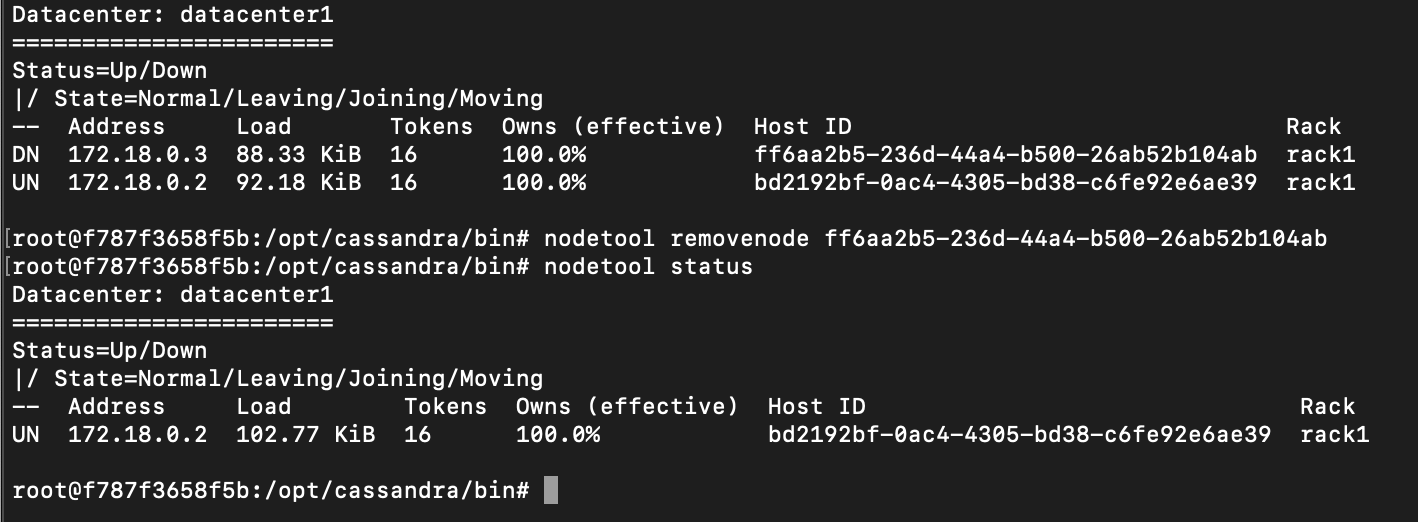 Datacenter: datacenter1
=======================
Status=Up/Down
|/ State=Normal/Leaving/Joining/Moving
--  Address     Load       Tokens  Owns (effective)  Host ID                               Rack
DN  172.18.0.3  88.33 KiB  16      100.0%            ff6aa2b5-236d-44a4-b500-26ab52b104ab  rack1
UN  172.18.0.2  92.18 KiB  16      100.0%            bd2192bf-0ac4-4305-bd38-c6fe92e6ae39  rack1
[root@f787f3658f5b:/opt/cassandra/bin# nodetool removenode ff6aa2b5-236d-44a4-b500-26ab52b104ab
[root@f787f3658f5b:/opt/cassandra/bin# nodetool status
Datacenter: datacenter1
=======================
Status=Up/Down
|/ State=Normal/Leaving/Joining/Moving
--  Address     Load        Tokens  Owns (effective)  Host ID                               Rack
UN  172.18.0.2  102.77 KiB  16      100.0%            bd2192bf-0ac4-4305-bd38-c6fe92e6ae39  rack1
root@f787f3658f5b:/opt/cassandra/bin#